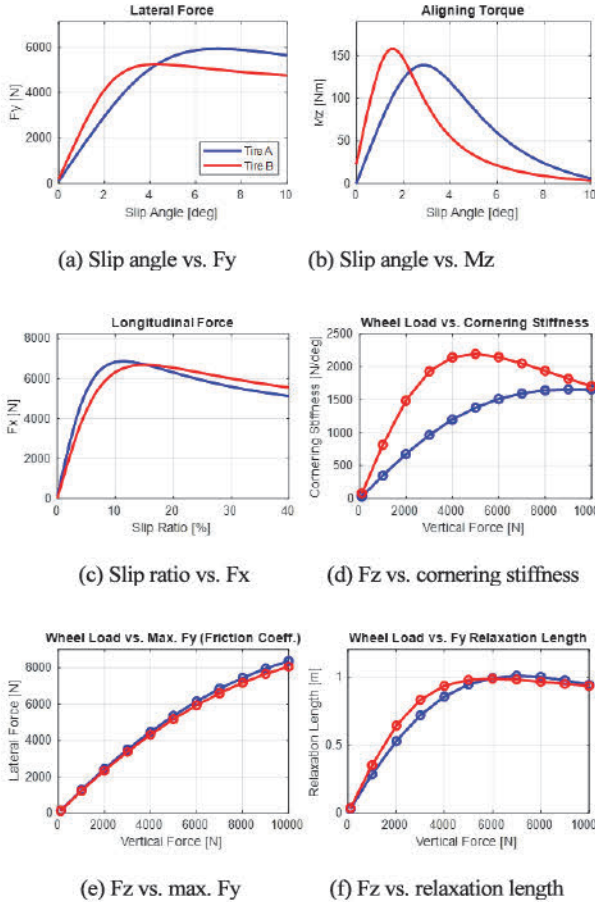 Lateral Force
6000
4000
2000
0
Fy [N]
0 2 4 6 8 10
Slip Angle [deg]
Tire A
Tire B
(a) Slip angle vs. Fy
Aligning Torque
150
100
50
0
Mz [Nm]
0 2 4 6 8 10
Slip Angle [deg]
(b) Slip angle vs. Mz
Longitudinal Force
8000
6000
4000
2000
0
Fx [N]
0 10 20 30 40
Slip Ratio [%]
(c) Slip ratio vs. Fx
Wheel Load vs. Cornering Stiffness
2500
2000
1500
1000
500
0
Cornering Stiffness [N/deg]
0 2000 4000 6000 8000 10000
Vertical Force [N]
(d) Fz vs. cornering stiffness
Wheel Load vs. Max. Fy (Friction Coeff.)
8000
6000
4000
2000
0
Lateral Force [N]
0 2000 4000 6000 8000 10000
Vertical Force [N]
(e) Fz vs. max. Fy
Wheel Load vs. Fy Relaxation Length
1
0.5
0
Relaxation Length [m]
0 2000 4000 6000 8000 10000
Vertical Force [N]
(f) Fz vs. relaxation length